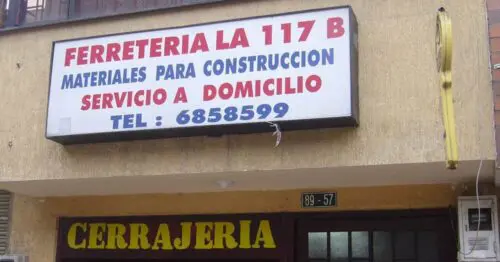 FERRETERIA LA 117 B
MATERIALES PARA CONSTRUCCION
SERVICIO A DOMICILIO
TEL : 6858599
89 - 57
CERRAJERIA